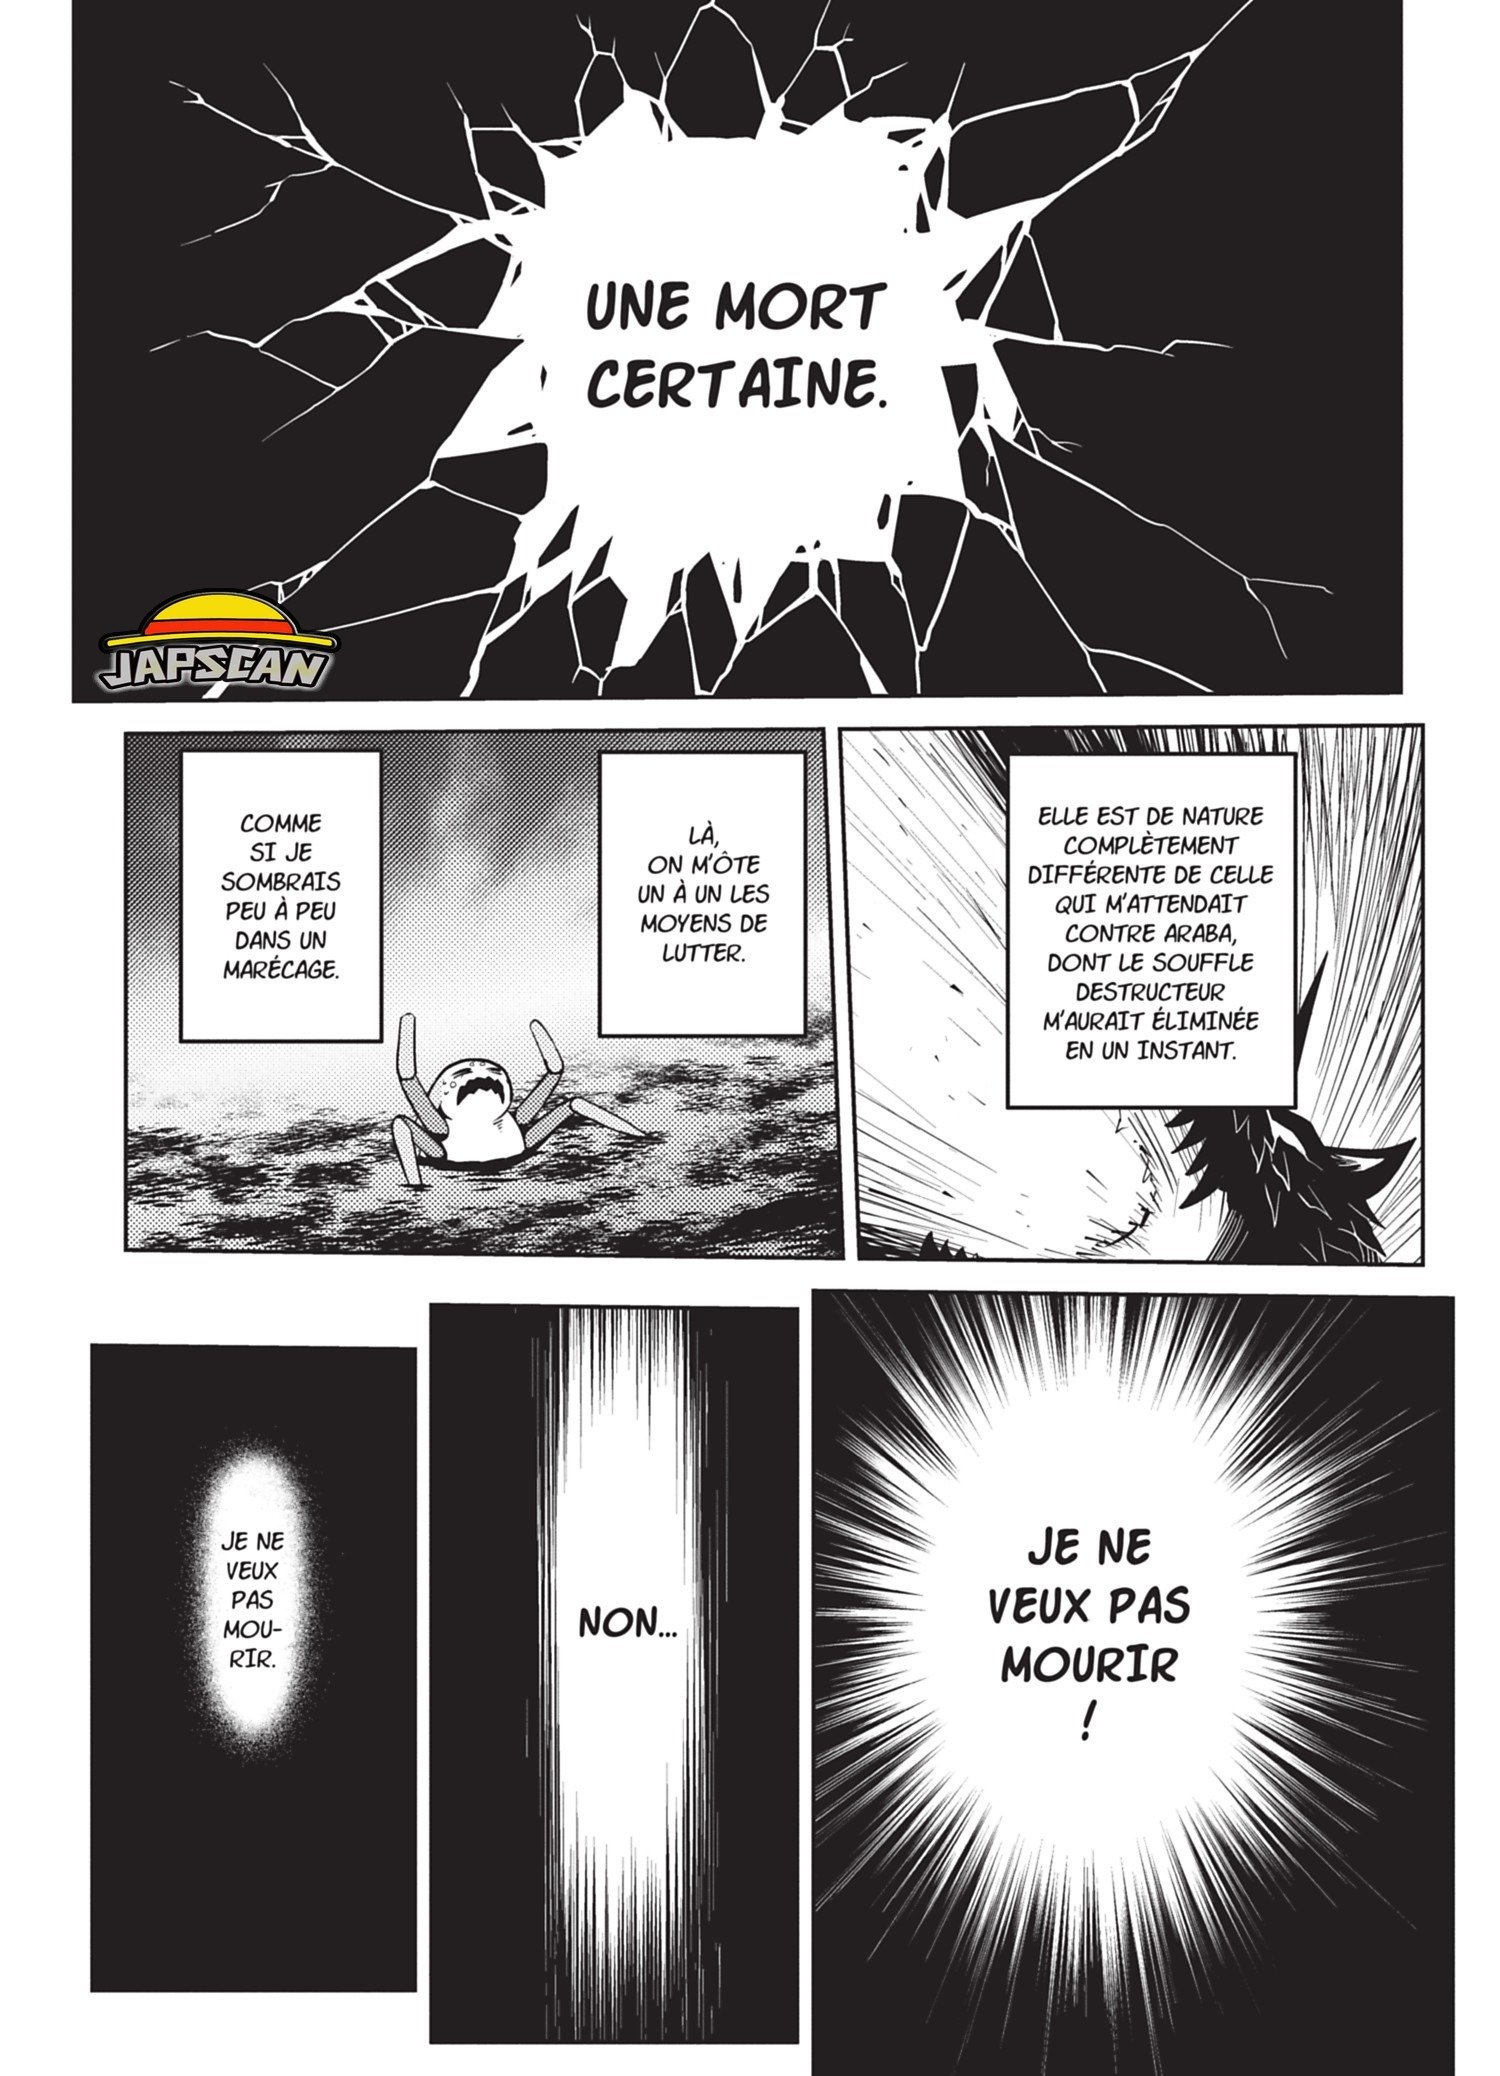 UNE MORT
CERTAINE.
JAPSCAN
ELLE EST DE NATURE
COMPLÈTEMENT
DIFFÉRENTE DE CELLE
QUI M'ATTENDAIT
CONTRE ARABA,
DONT LE SOUFFLE
DESTRUCTEUR
M'AURAIT ÉLIMINÉE
EN UN INSTANT.
LÀ,
ON M'ÔTE
UN À UN LES
MOYENS DE
LUTTER.
COMME
SI JE
SOMBRAIS
PEU À PEU
DANS UN
MARÉCAGE.
JE NE
VEUX PAS
MOURIR
!
NON...
JE NE
VEUX
PAS
MOU-
RIR.